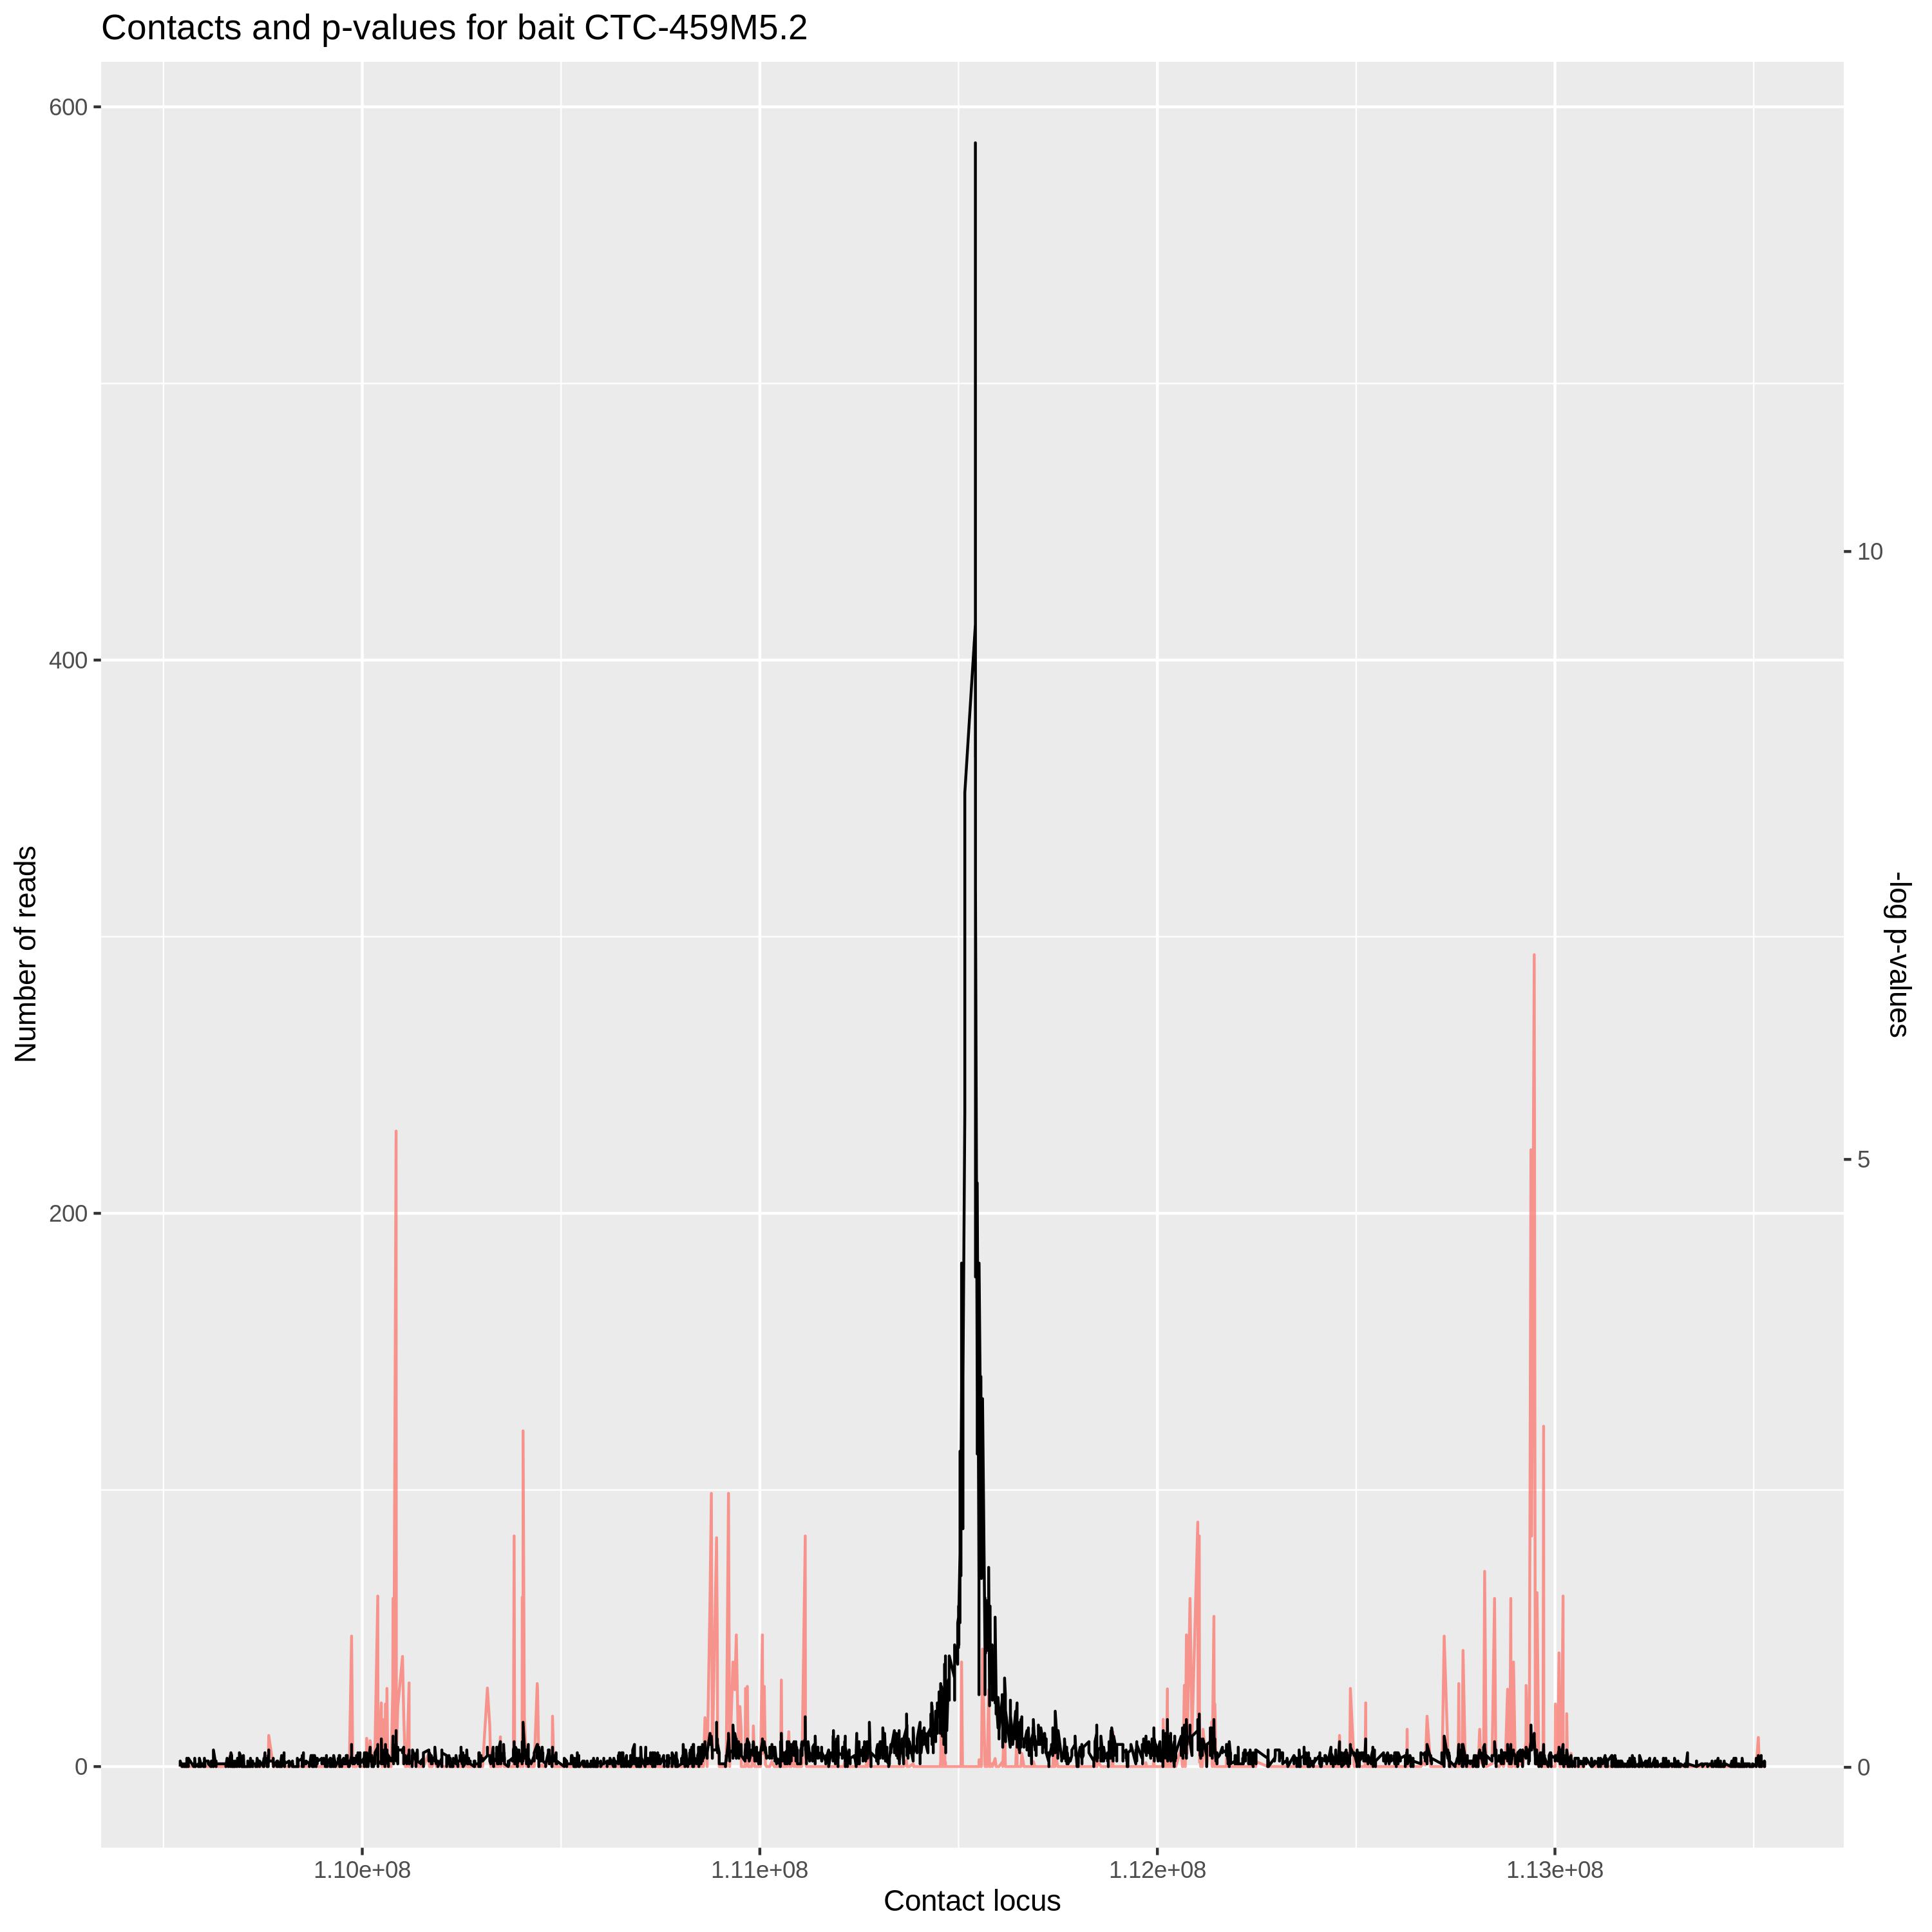 Contacts and p-values for bait CTC-459M5.2
600
400
200
0
Number of reads
10
5
0
-log p-values
1.10e+08
1.11e+08
1.12e+08
1.13e+08
Contact locus